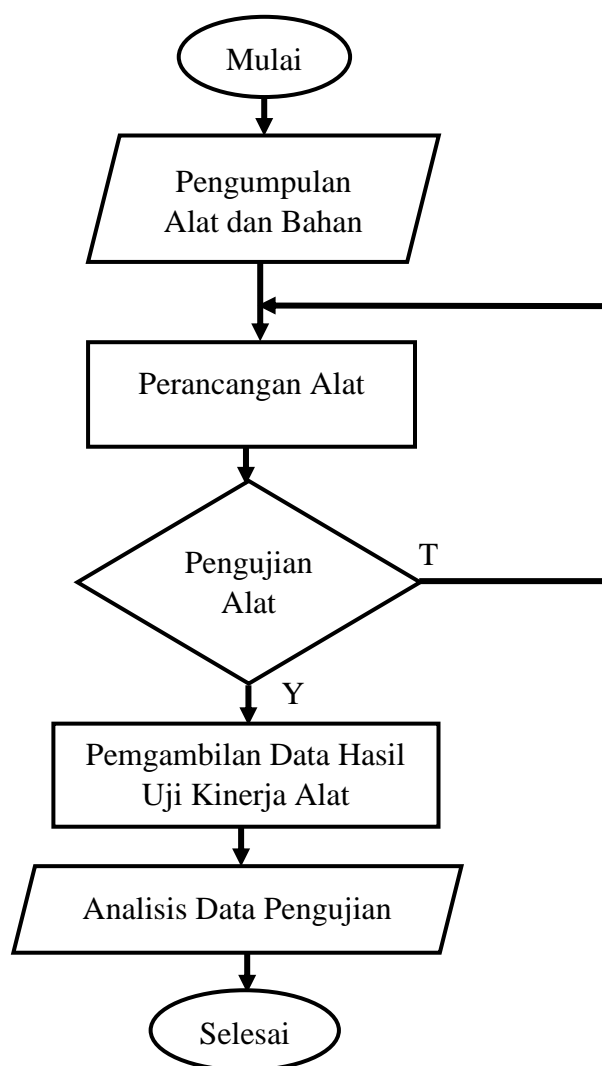 Mulai
Pengumpulan
Alat dan Bahan
Perancangan Alat
Pengujian
Alat
T
Y
Pemgambilan Data Hasil
Uji Kinerja Alat
Analisis Data Pengujian
Selesai